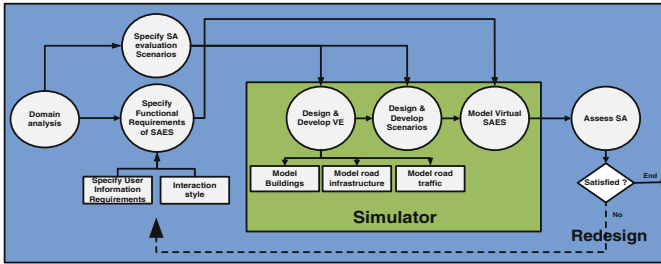 Specify SA
evaluation
Scenarios
Domain
analysis
Specify
Functional
Requirements
of SAES
Specify User
Information
Requirements
Interaction
style
Design &
Develop VE
Design &
Develop
Scenarios
Model Virtual
SAES
Model
Buildings
Model road
infrastructure
Model road
traffic
Simulator
Assess SA
Satisfied ?
End
No
Redesign